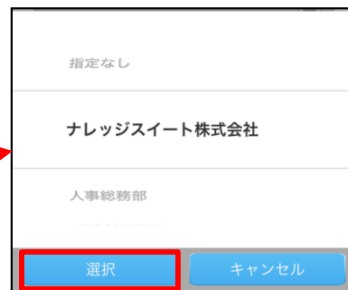 指定なし
ナレッジスイート株式会社
人事総務部
選択
キャンセル